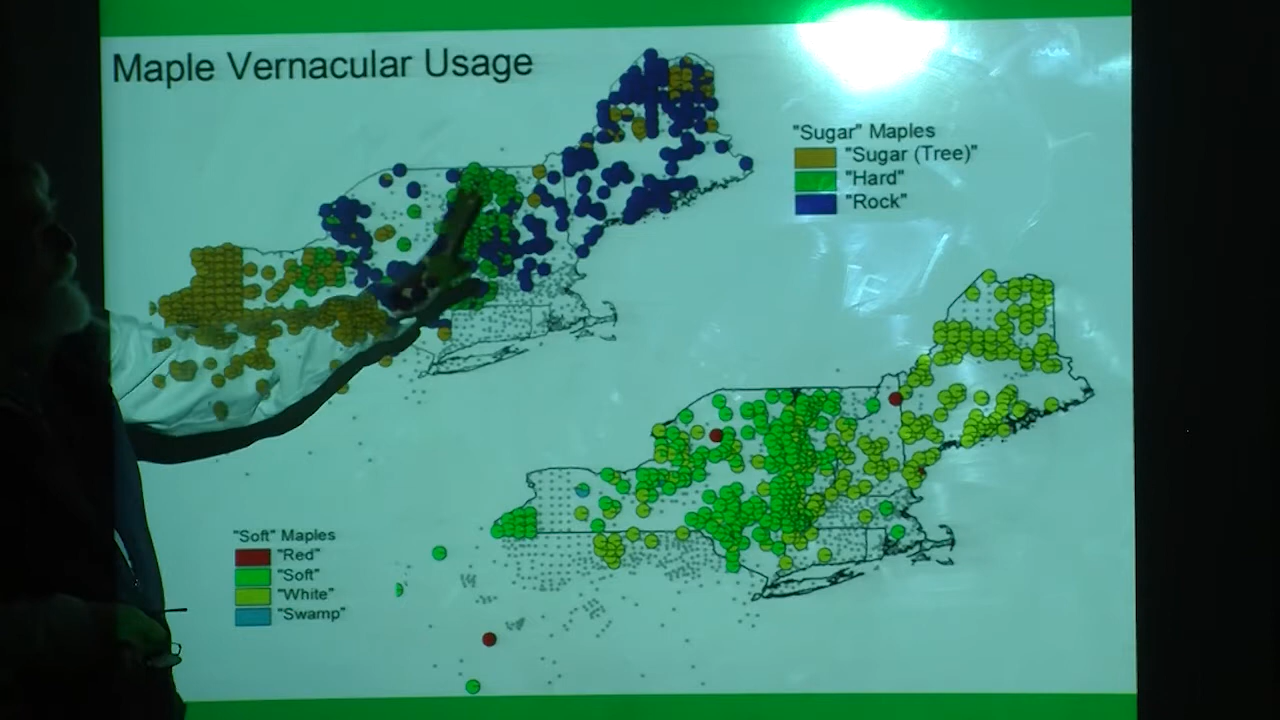 Maple Vernacular Usage
"Sugar" Maples
"Sugar (Tree)"
"Hard"
"Rock"
"Soft" Maples
"Red"
"Soft"
"White"
"Swamp"